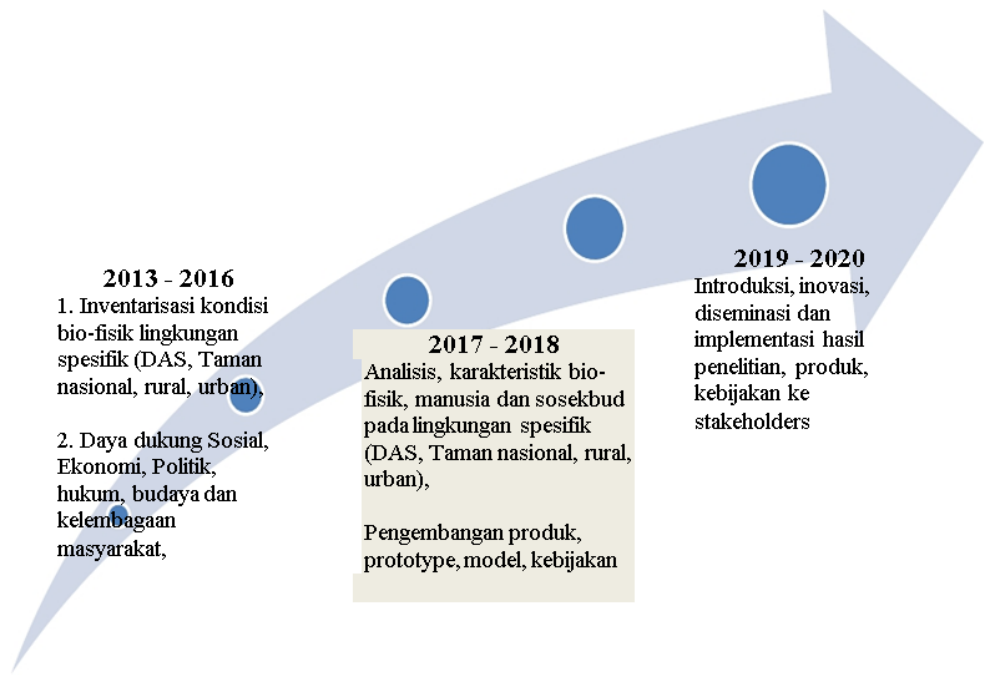 2013 - 2016
1. Inventarisasi kondisi
bio-fisik lingkungan
spesifik (DAS, Taman
nasional, rural, urban),
2. Daya dukung Sosial,
Ekonomi, Politik,
hukum, budaya dan
kelembagaan
masyarakat,
2017 - 2018
Analisis, karakteristik bio-
fisik, manusia dan sosekbud
pada lingkungan spesifik
(DAS, Taman nasional, rural,
urban),
Pengembangan produk,
prototype, model, kebijakan
2019 - 2020
Introduksi, inovasi,
diseminasi dan
implementasi hasil
penelitian, produk,
kebijakan ke
stakeholders